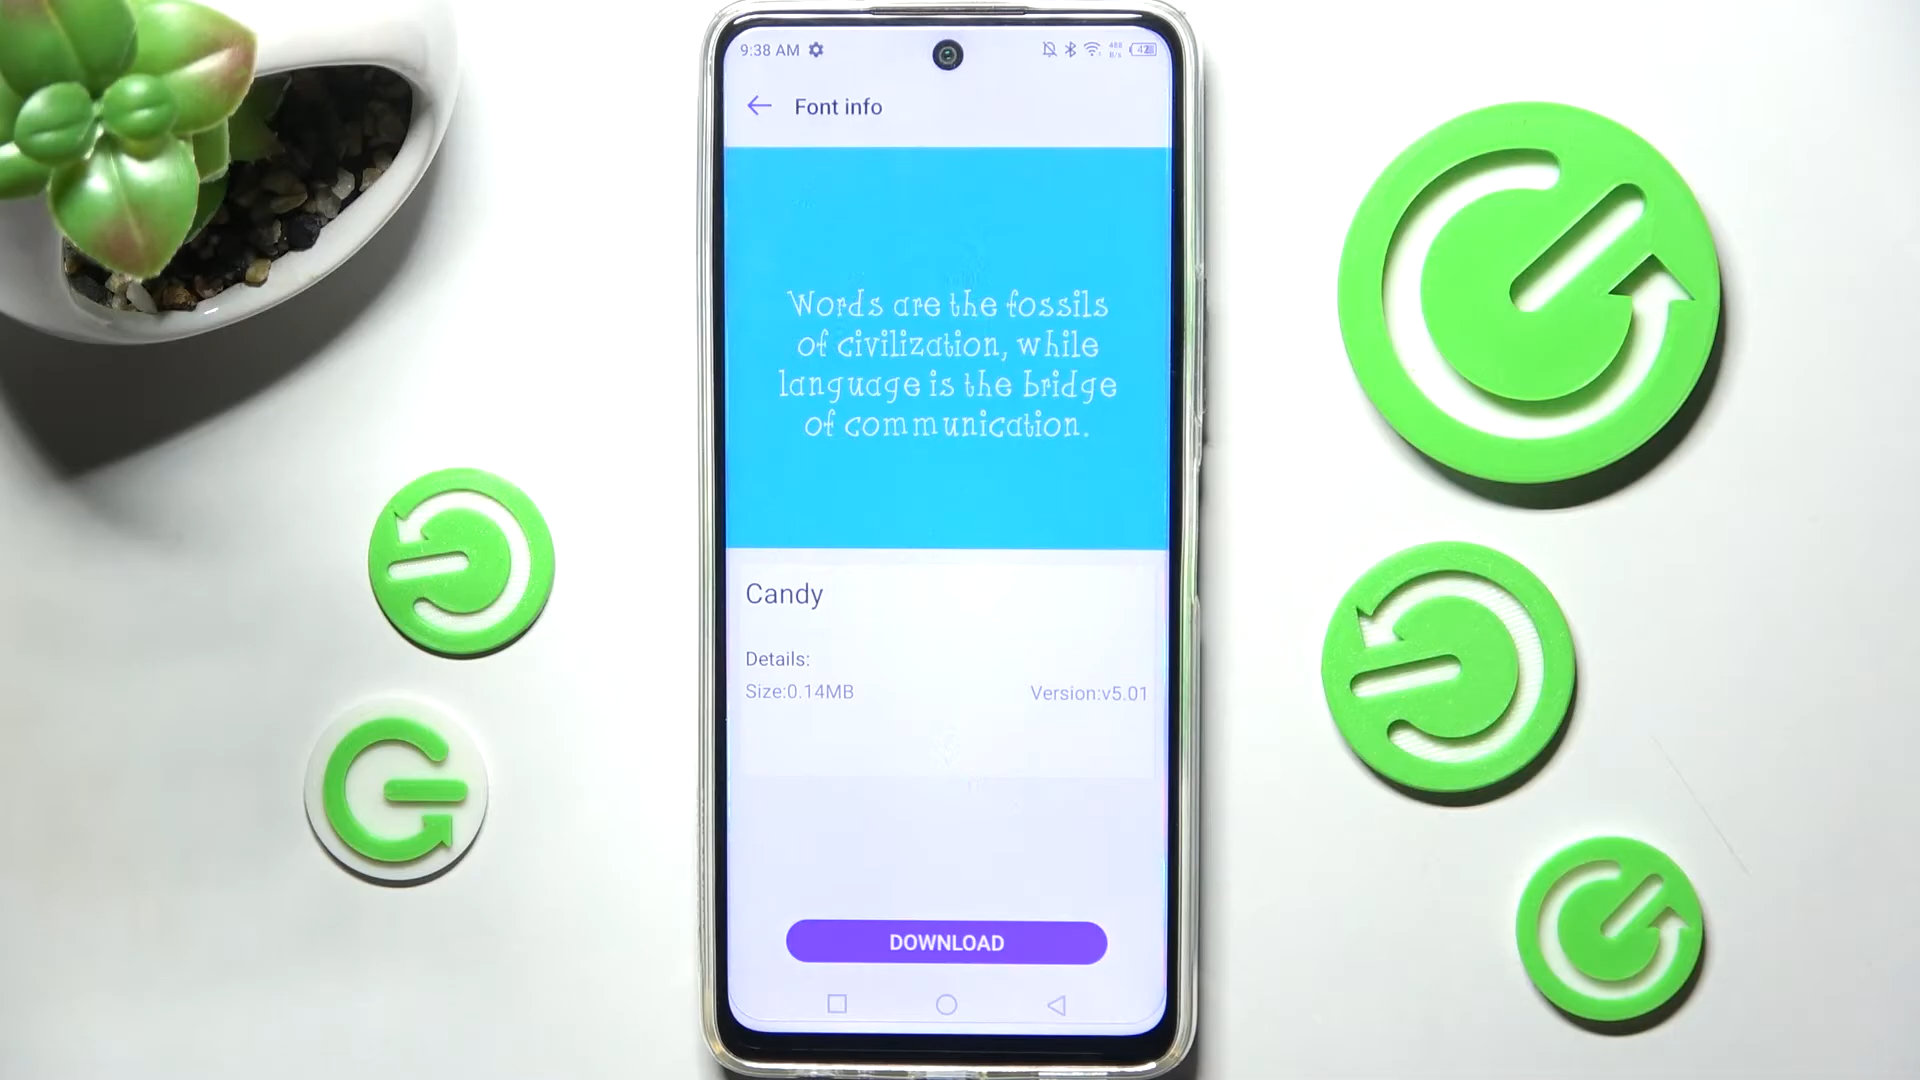 9:38 AM
Font info
Words are the fossils
of civilization, while
language is the bridge
of communication.
Candy
Details:
Size:0.14MB
Version:v5.01
DOWNLOAD